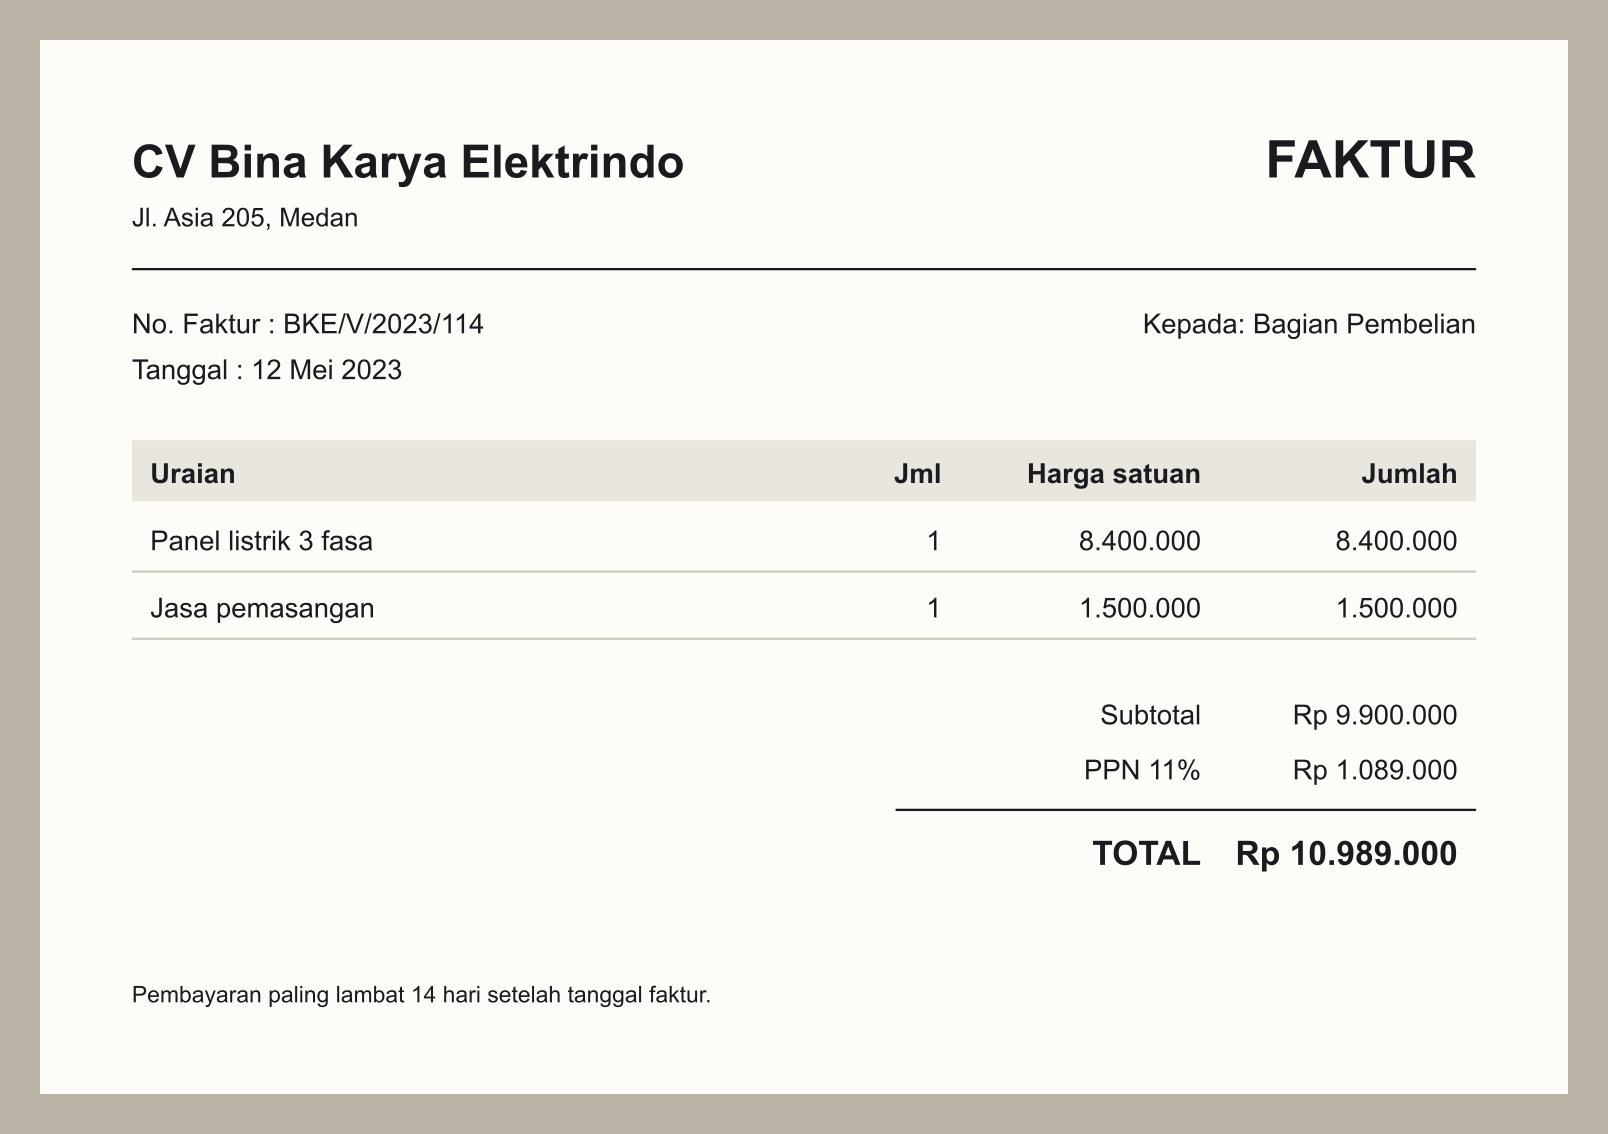 CV Bina Karya Elektrindo
FAKTUR
Jl. Asia 205, Medan
No. Faktur : BKE/V/2023/114
Kepada: Bagian Pembelian
Tanggal : 12 Mei 2023
Uraian Jml Harga satuan Jumlah
Panel listrik 3 fasa 1 8.400.000 8.400.000
Jasa pemasangan 1 1.500.000 1.500.000
Subtotal Rp 9.900.000
PPN 11% Rp 1.089.000
TOTAL Rp 10.989.000
Pembayaran paling lambat 14 hari setelah tanggal faktur.